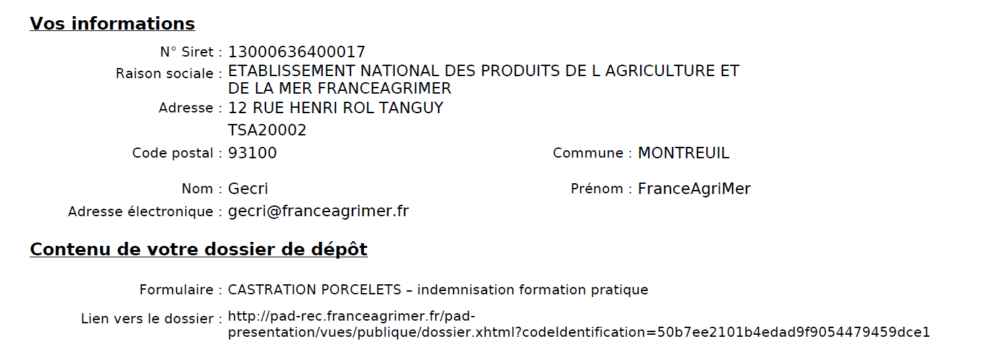 Vos informations
N° Siret : 13000636400017
Raison sociale : ETABLISSEMENT NATIONAL DES PRODUITS DE L AGRICULTURE ET
DE LA MER FRANCEAGRIMER
Adresse : 12 RUE HENRI ROL TANGUY
TSA20002
Code postal : 93100 Commune : MONTREUIL
Nom : Gecri Prénom : FranceAgriMer
Adresse électronique : gecri@franceagrimer.fr
Contenu de votre dossier de dépôt
Formulaire : CASTRATION PORCELETS – indemnisation formation pratique
Lien vers le dossier : http://pad-rec.franceagrimer.fr/pad-
presentation/vues/publique/dossier.xhtml?codeIdentification=50b7ee2101b4edad9f9054479459dce1